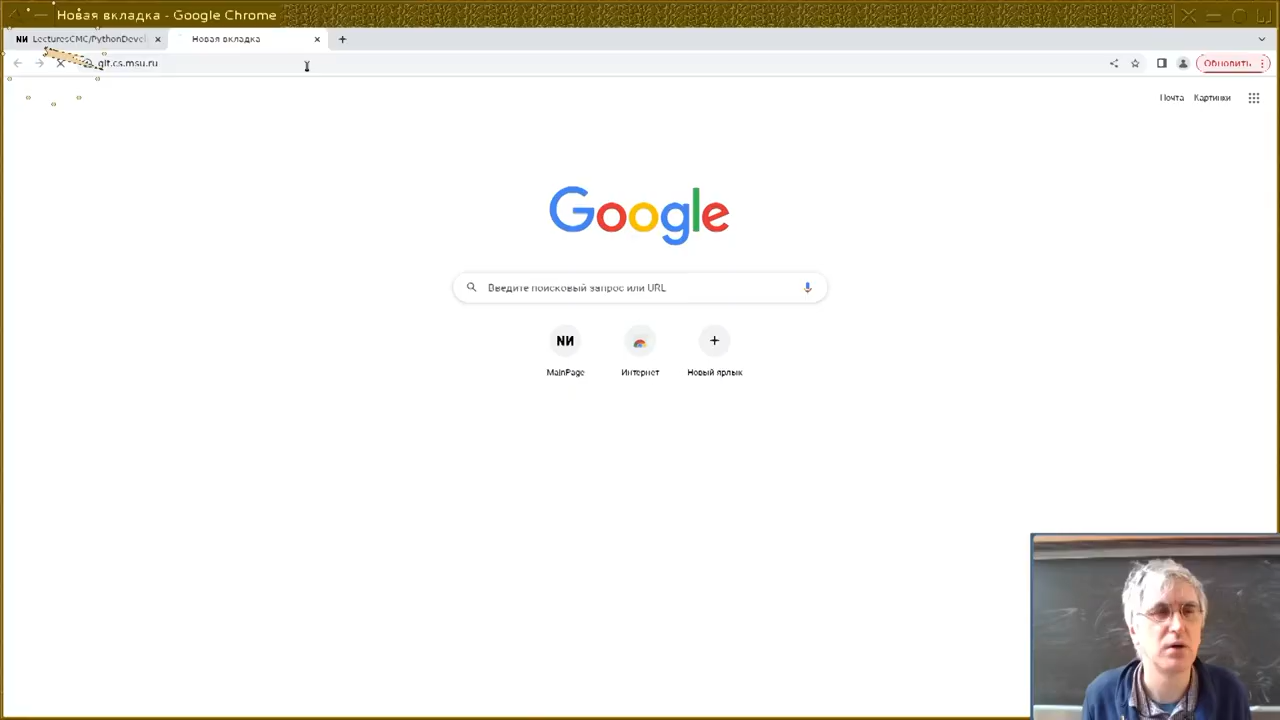 Новая вкладка - Google Chrome
NИ LecturesCMC/PythonDevel
Новая вкладка
git.cs.msu.ru
Обновить
Почта Картинки
Google
Введите поисковый запрос или URL
NИ
MainPage Интернет Новый ярлык